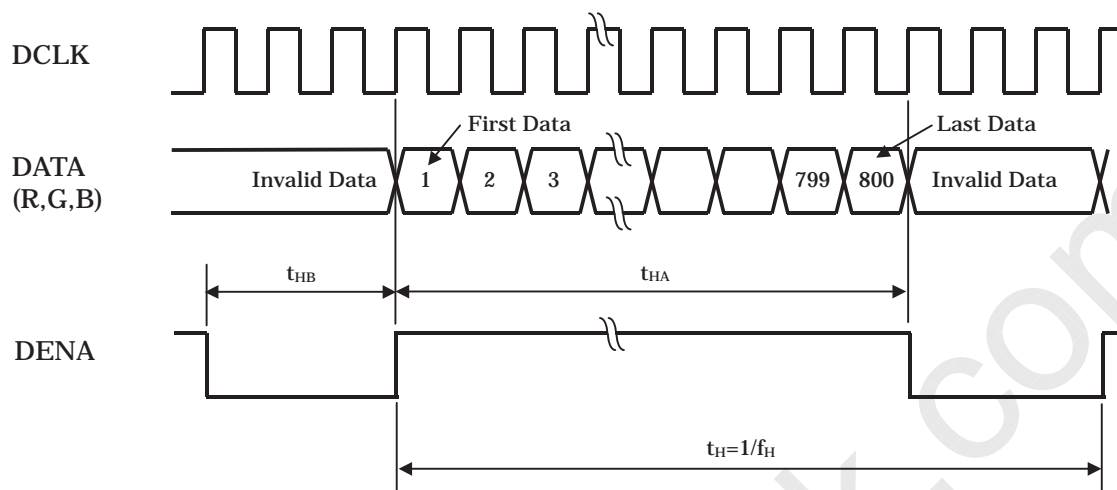 DCLK
First Data
Last Data
DATA
(R,G,B)
Invalid Data
1
2
3
799
800
Invalid Data
tHB
tHA
DENA
tH=1/fH